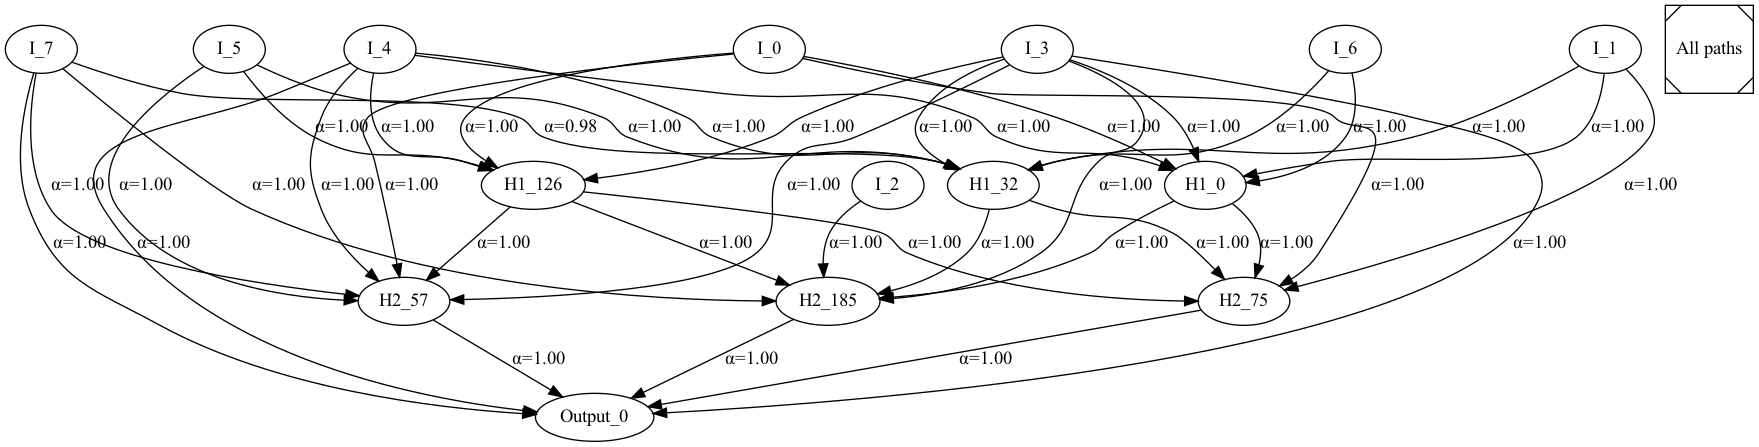 I_7 I_5 I_4 I_0 I_3 I_6 I_1 All paths
α=1.00 α=1.00 α=1.00 α=0.98 α=1.00 α=1.00 α=1.00 α=1.00 α=1.00 α=1.00 α=1.00 α=1.00 α=1.00 α=1.00 α=1.00
α=1.00 α=1.00 α=1.00 α=1.00 α=1.00 H1_126 α=1.00 I_2 H1_32 α=1.00 H1_0 α=1.00 α=1.00
α=1.00 α=1.00 α=1.00 α=1.00 α=1.00 α=1.00 α=1.00 α=1.00 α=1.00 α=1.00 α=1.00
H2_57 H2_185 H2_75
α=1.00 α=1.00 α=1.00
Output_0